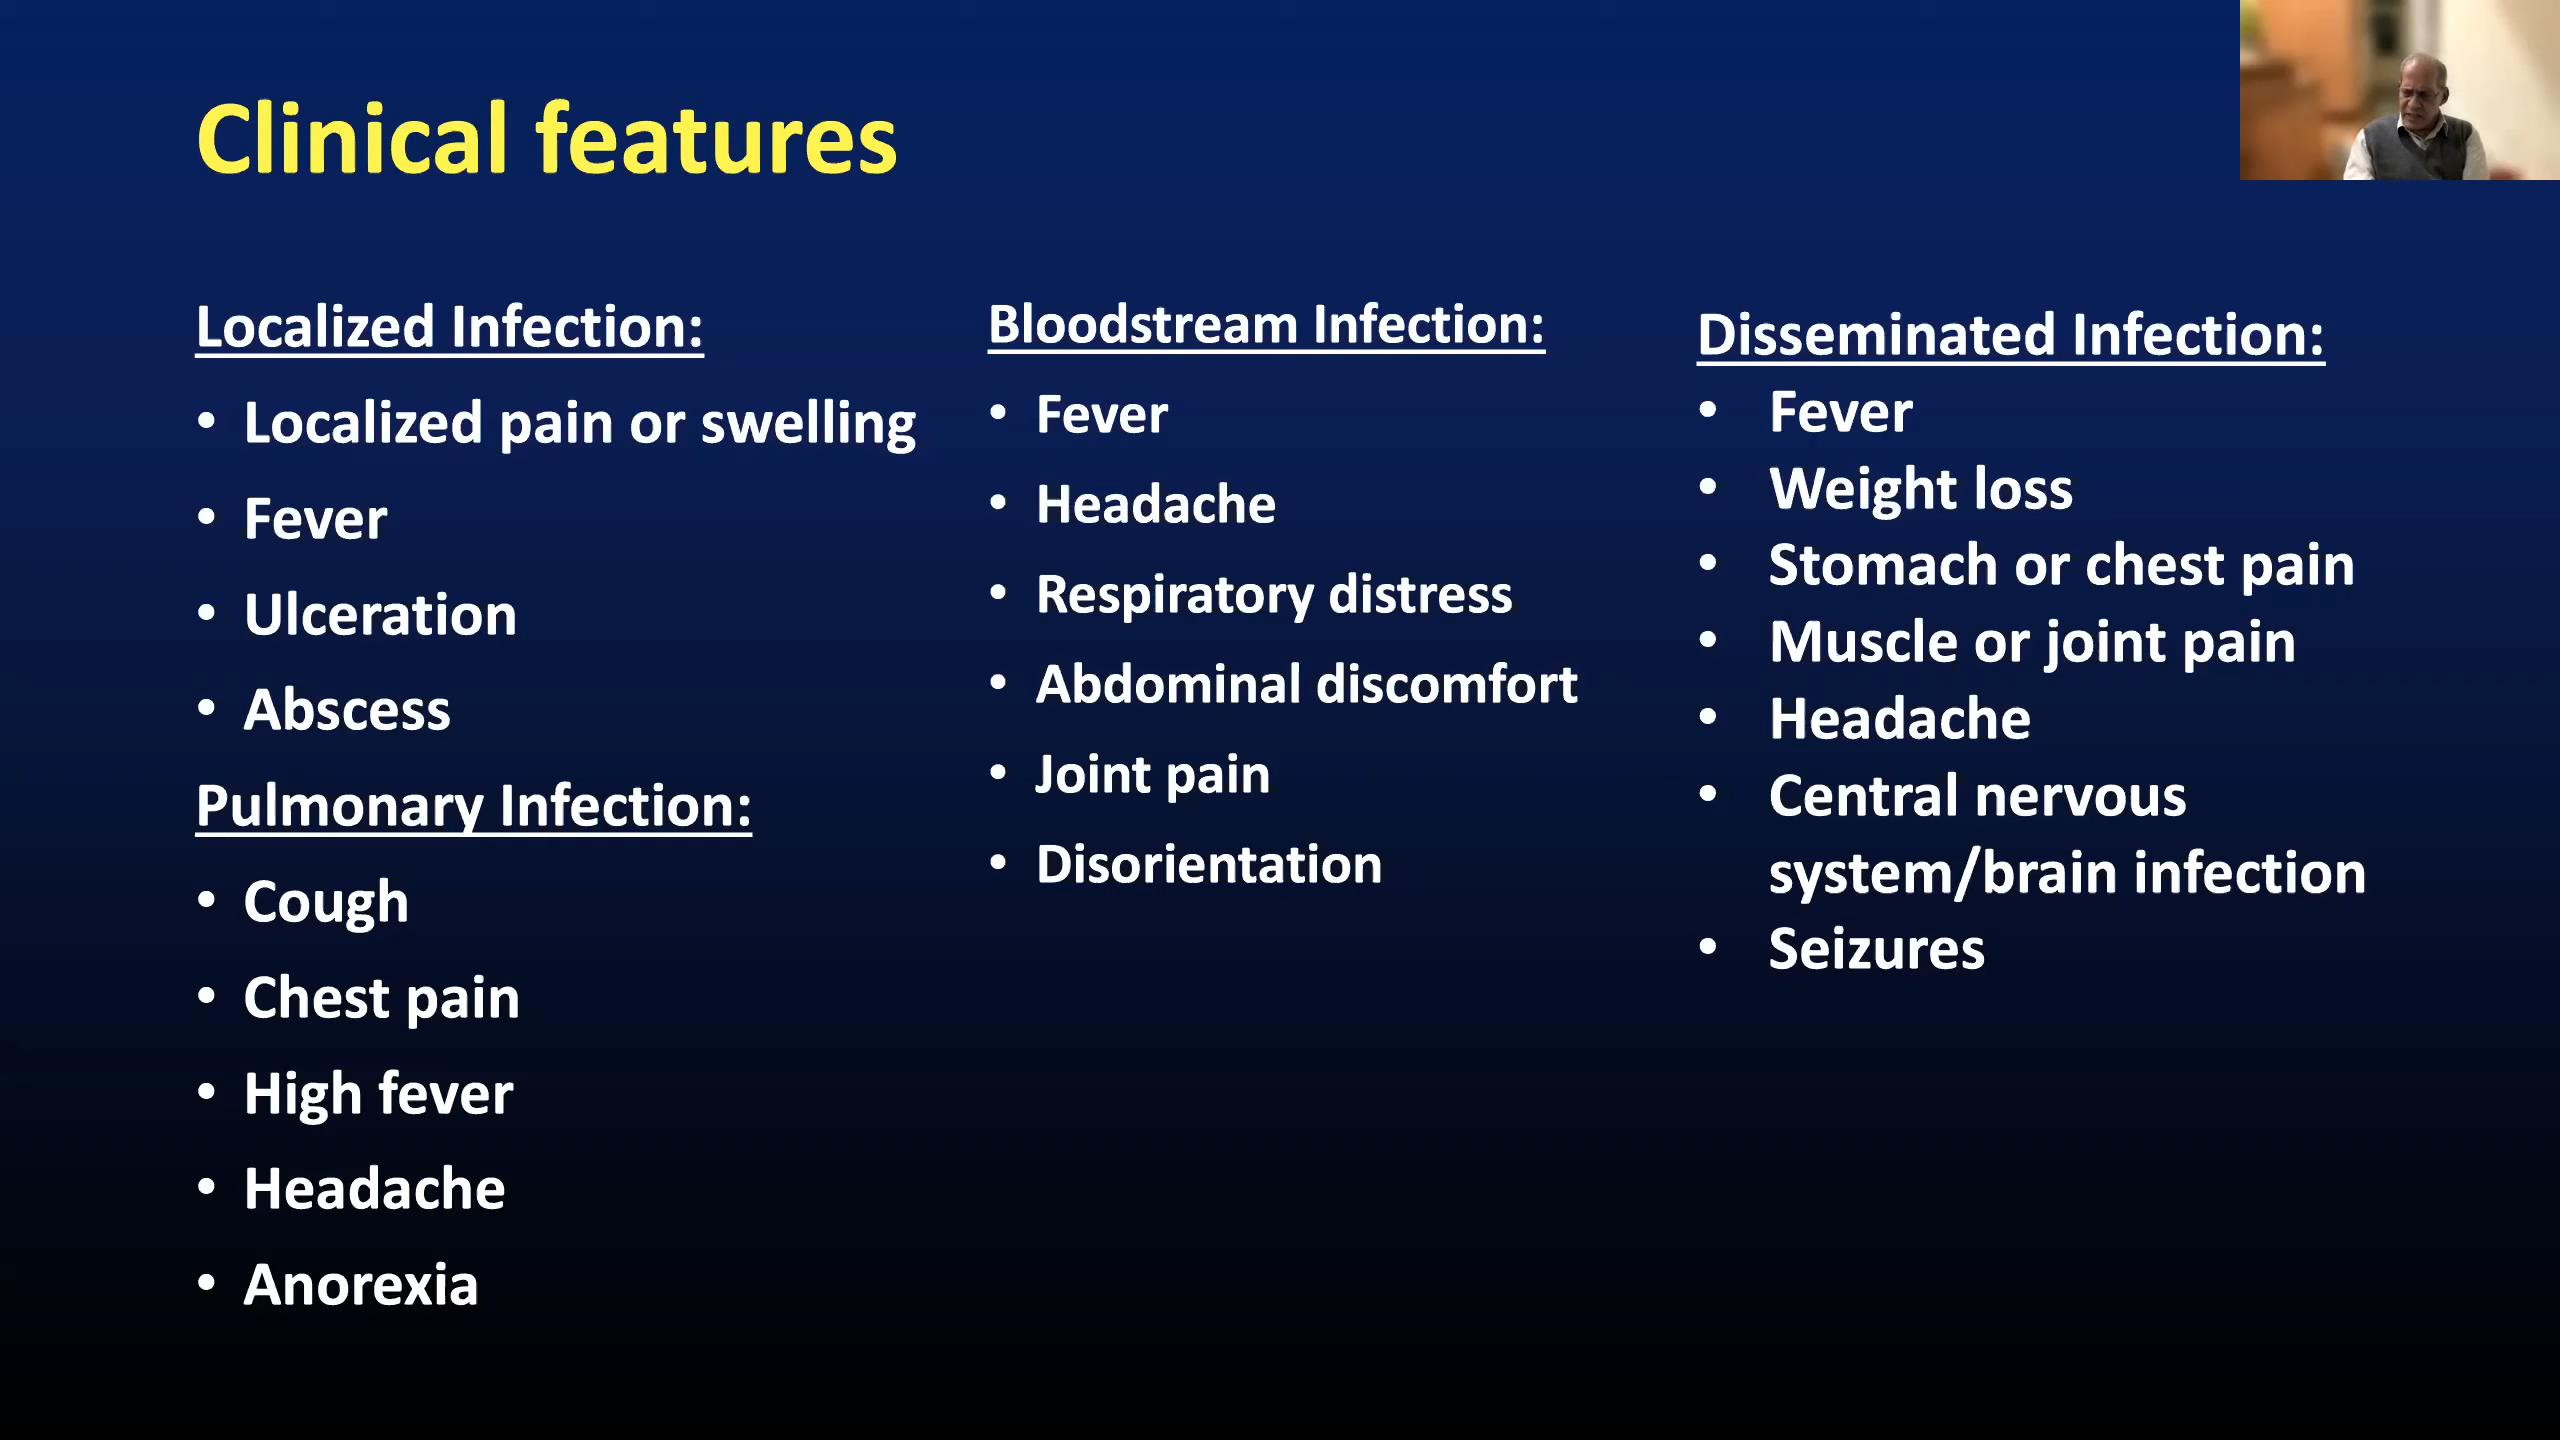 Clinical features
Localized Infection:
• Localized pain or swelling
• Fever
• Ulceration
• Abscess
Pulmonary Infection:
• Cough
• Chest pain
• High fever
• Headache
• Anorexia
Bloodstream Infection:
• Fever
• Headache
• Respiratory distress
• Abdominal discomfort
• Joint pain
• Disorientation
Disseminated Infection:
• Fever
• Weight loss
• Stomach or chest pain
• Muscle or joint pain
• Headache
• Central nervous
system/brain infection
• Seizures